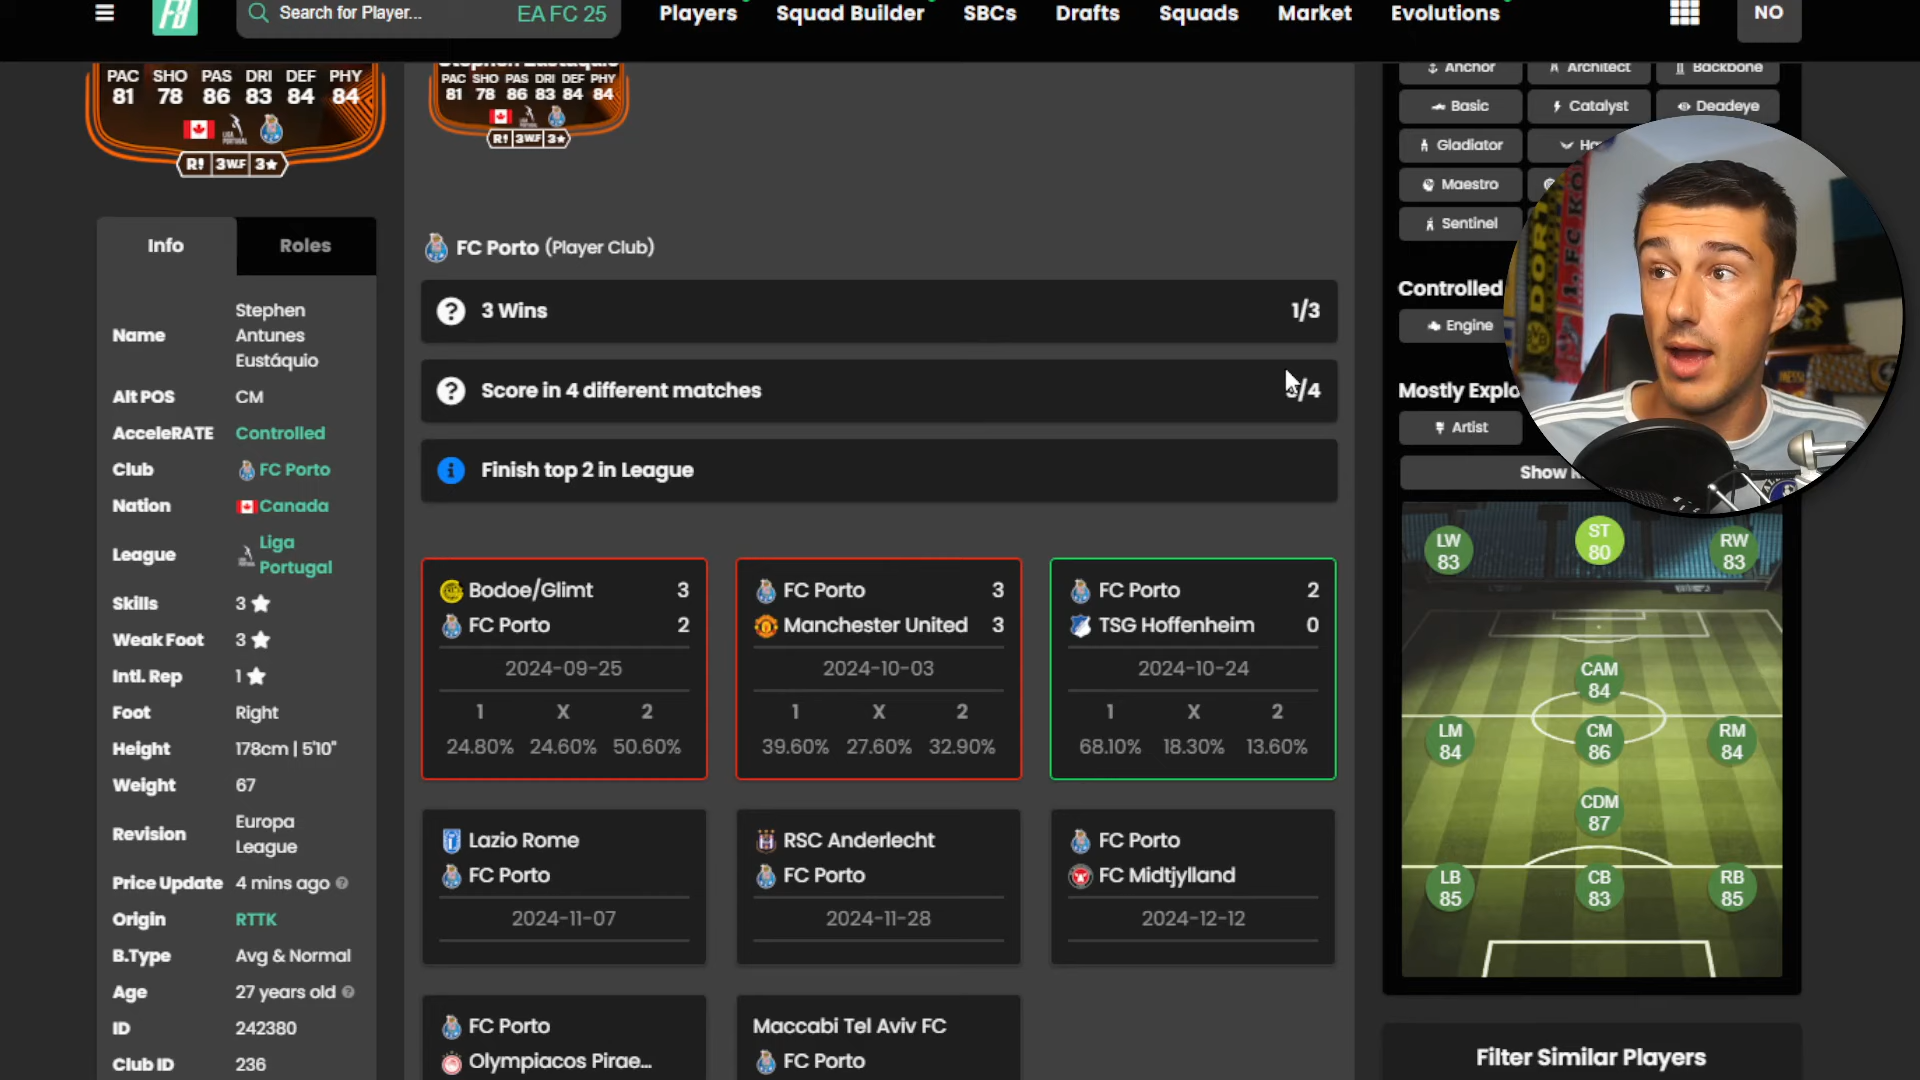 Search for Player...
EA FC 25
Players
Squad Builder
SBCs
Drafts
Squads
Market
Evolutions
NO
PAC SHO PAS DRI DEF PHY
81 78 86 83 84 84
R 3WF 3★
PAC SHO PAS DRI DEF PHY
81 78 86 83 84 84
R 3WF 3★
Info
Roles
Name
Stephen
Antunes
Eustáquio
Alt POS
CM
AcceleRATE
Controlled
Club
FC Porto
Nation
Canada
League
Liga
Portugal
Skills
3 ★
Weak Foot
3 ★
Intl. Rep
1 ★
Foot
Right
Height
178cm | 5'10"
Weight
67
Revision
Europa
League
Price Update
4 mins ago
Origin
RTTK
B.Type
Avg & Normal
Age
27 years old
ID
242380
Club ID
236
FC Porto (Player Club)
3 Wins
1/3
Score in 4 different matches
/4
Finish top 2 in League
Bodoe/Glimt 3
FC Porto 2
2024-09-25
1 X 2
24.80% 24.60% 50.60%
FC Porto 3
Manchester United 3
2024-10-03
1 X 2
39.60% 27.60% 32.90%
FC Porto 2
TSG Hoffenheim 0
2024-10-24
1 X 2
68.10% 18.30% 13.60%
Lazio Rome
FC Porto
2024-11-07
RSC Anderlecht
FC Porto
2024-11-28
FC Porto
FC Midtjylland
2024-12-12
FC Porto
Olympiacos Pirae...
Maccabi Tel Aviv FC
FC Porto
Anchor
Architect
Backbone
Basic
Catalyst
Deadeye
Gladiator
Maestro
Sentinel
Controlled
Engine
Mostly Explo
Artist
Show
LW
83
ST
80
RW
83
CAM
84
LM
84
CM
86
RM
84
CDM
87
LB
85
CB
83
RB
85
Filter Similar Players